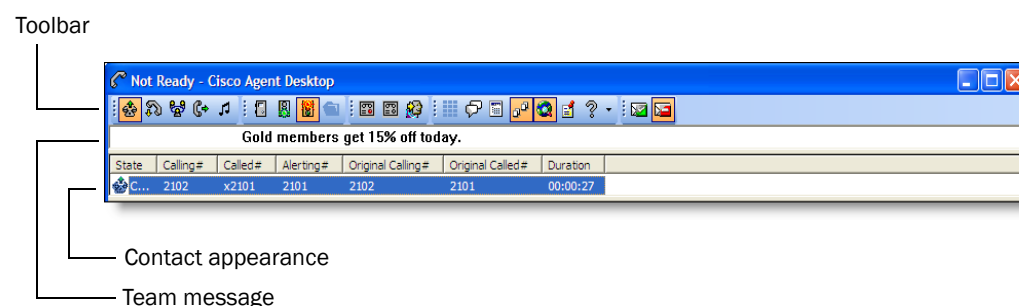 Toolbar
Not Ready - Cisco Agent Desktop
Gold members get 15% off today.
State Calling# Called# Alerting# Original Calling# Original Called# Duration
C... 2102 x2101 2101 2102 2101 00:00:27
Contact appearance
Team message